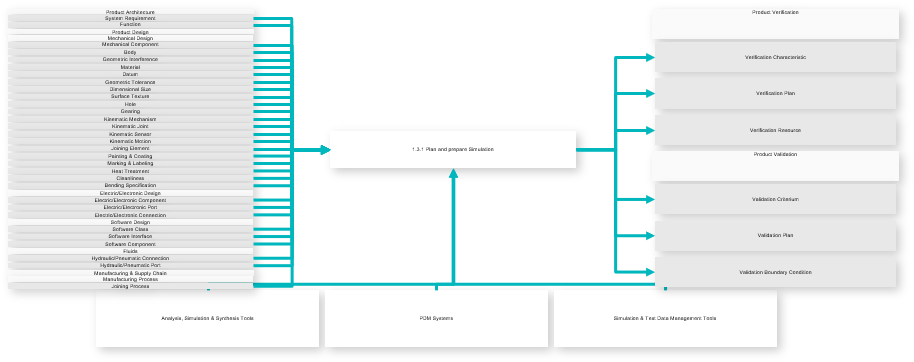 Product Architecture
System Requirement
Function
Product Design
Mechanical Design
Mechanical Component
Body
Geometric Interference
Material
Datum
Geometric Tolerance
Dimensional Size
Surface Texture
Hole
Gearing
Kinematic Mechanism
Kinematic Joint
Kinematic Sensor
Kinematic Motion
Joining Element
Painting & Coating
Marking & Labeling
Heat Treatment
Cleanliness
Bending Specification
Electric/Electronic Design
Electric/Electronic Component
Electric/Electronic Port
Electric/Electronic Connection
Software Design
Software Class
Software Interface
Software Component
Fluids
Hydraulic/Pneumatic Connection
Hydraulic/Pneumatic Port
Manufacturing & Supply Chain
Manufacturing Process
Joining Process
1.3.1 Plan and prepare Simulation
Product Verification
Verification Characteristic
Verification Plan
Verification Resource
Product Validation
Validation Criterium
Validation Plan
Validation Boundary Condition
Analysis, Simulation & Synthesis Tools
PDM Systems
Simulation & Test Data Management Tools